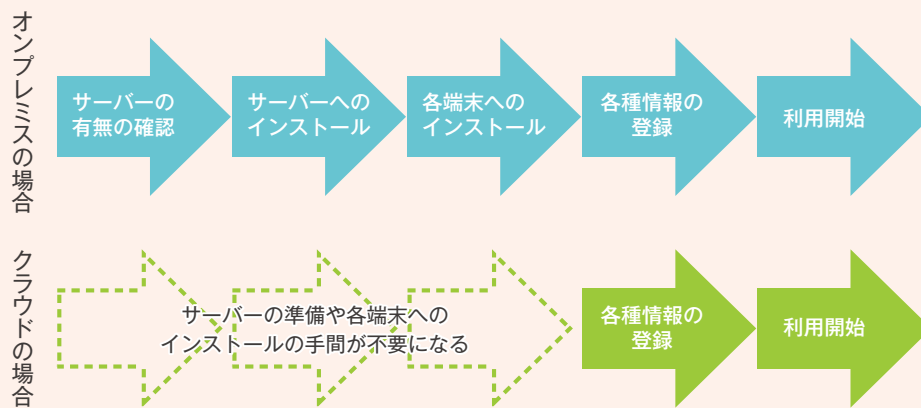 オンプレミスの場合
サーバーの
有無の確認
サーバーへの
インストール
各端末への
インストール
各種情報の
登録
利用開始
クラウドの場合
サーバーの準備や各端末への
インストールの手間が不要になる
各種情報の
登録
利用開始